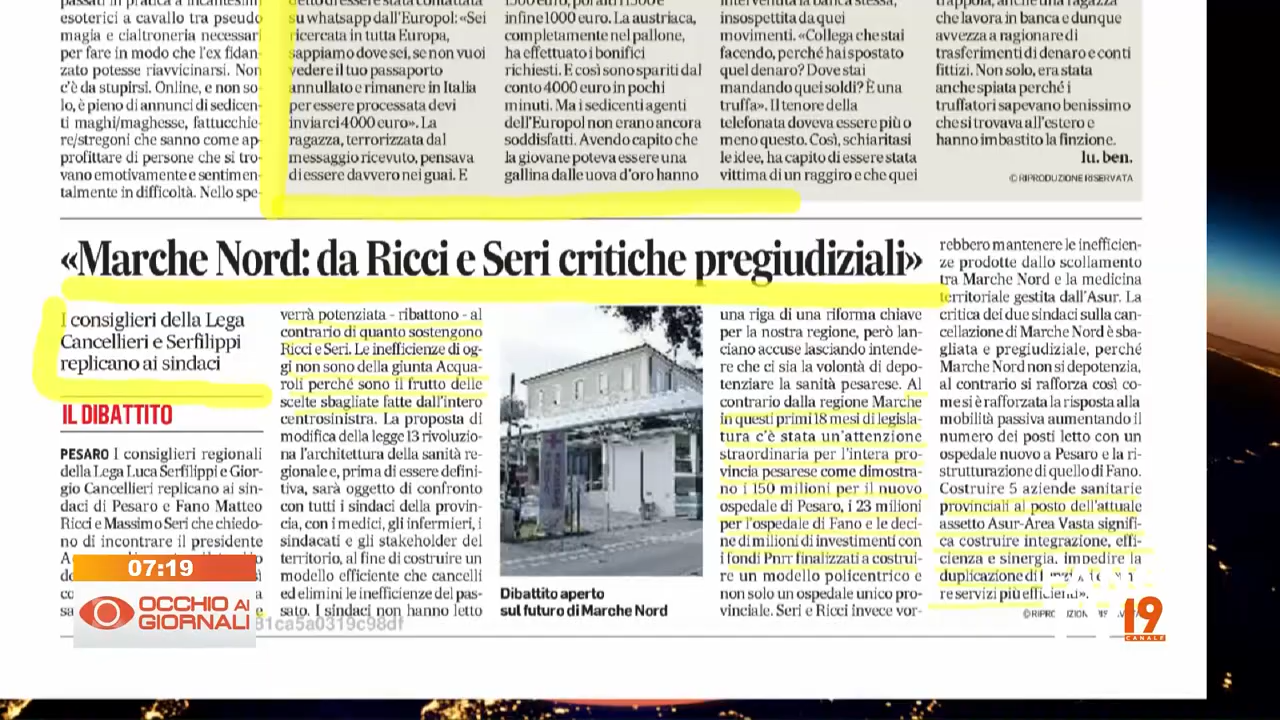 esoterici a cavallo tra pseudo
magia e cialtroneria necessari
per fare in modo che l'ex fidan-
zato potesse riavvicinarsi. Non
c'è da stupirsi. Online, e non so-
lo, è pieno di annunci di sedicen-
ti maghi/maghesse, fattucchie-
re/stregoni che sanno come ap-
profittare di persone che si tro-
vano emotivamente e sentimen-
talmente in difficoltà. Nello spe-
su whatsapp dall'Europol: «Sei
ricercata in tutta Europa,
sappiamo dove sei, se non vuoi
vedere il tuo passaporto
annullato e rimanere in Italia
per essere processata devi
inviarci 4000 euro». La
ragazza, terrorizzata dal
messaggio ricevuto, pensava
di essere davvero nei guai. E
infine 1000 euro. La austriaca,
completamente nel pallone,
ha effettuato i bonifici
richiesti. E così sono spariti dal
conto 4000 euro in pochi
minuti. Ma i sedicenti agenti
dell'Europol non erano ancora
soddisfatti. Avendo capito che
la giovane poteva essere una
gallina dalle uova d'oro hanno
insospettita da quei
movimenti. «Collega che stai
facendo, perché hai spostato
quel denaro? Dove stai
mandando quei soldi? È una
truffa». Il tenore della
telefonata doveva essere più o
meno questo. Così, schiaritasi
le idee, ha capito di essere stata
vittima di un raggiro e che quei
che lavora in banca e dunque
avvezza a ragionare di
trasferimenti di denaro e conti
fittizi. Non solo, era stata
anche spiata perché i
truffatori sapevano benissimo
che si trovava all'estero e
hanno imbastito la finzione.
lu. ben.
© RIPRODUZIONE RISERVATA
«Marche Nord: da Ricci e Seri critiche pregiudiziali»
I consiglieri della Lega
Cancellieri e Serfilippi
replicano ai sindaci
IL DIBATTITO
PESARO I consiglieri regionali
della Lega Luca Serfilippi e Gior-
gio Cancellieri replicano ai sin-
daci di Pesaro e Fano Matteo
Ricci e Massimo Seri che chiedo-
no di incontrare il presidente
verrà potenziata - ribattono - al
contrario di quanto sostengono
Ricci e Seri. Le inefficienze di og-
gi non sono della giunta Acqua-
roli perché sono il frutto delle
scelte sbagliate fatte dall'intero
centrosinistra. La proposta di
modifica della legge 13 rivoluzio-
na l'architettura della sanità re-
gionale e, prima di essere defini-
tiva, sarà oggetto di confronto
con tutti i sindaci della provin-
cia, con i medici, gli infermieri, i
sindacati e gli stakeholder del
territorio, al fine di costruire un
modello efficiente che cancelli
ed elimini le inefficienze del pas-
sato. I sindaci non hanno letto
Dibattito aperto
sul futuro di Marche Nord
una riga di una riforma chiave
per la nostra regione, però lan-
ciano accuse lasciando intende-
re che ci sia la volontà di depo-
tenziare la sanità pesarese. Al
contrario dalla regione Marche
in questi primi 18 mesi di legisla-
tura c'è stata un'attenzione
straordinaria per l'intera pro-
vincia pesarese come dimostra-
no i 150 milioni per il nuovo
ospedale di Pesaro, i 23 milioni
per l'ospedale di Fano e le deci-
ne di milioni di investimenti con
i fondi Pnrr finalizzati a costrui-
re un modello policentrico e
non solo un ospedale unico pro-
vinciale. Seri e Ricci invece vor-
rebbero mantenere le inefficien-
ze prodotte dallo scollamento
tra Marche Nord e la medicina
territoriale gestita dall'Asur. La
critica dei due sindaci sulla can-
cellazione di Marche Nord è sba-
gliata e pregiudiziale, perché
Marche Nord non si depotenzia,
al contrario si rafforza così co-
me si è rafforzata la risposta alla
mobilità passiva aumentando il
numero dei posti letto con un
ospedale nuovo a Pesaro e la ri-
strutturazione di quello di Fano.
Costruire 5 aziende sanitarie
provinciali al posto dell'attuale
assetto Asur-Area Vasta signifi-
ca costruire integrazione, effi-
cienza e sinergia, impedire la
duplicazione di
re servizi più efficienti».
07:19
OCCHIO AI
GIORNALI
31ca5a0319c98df
19
CANALE